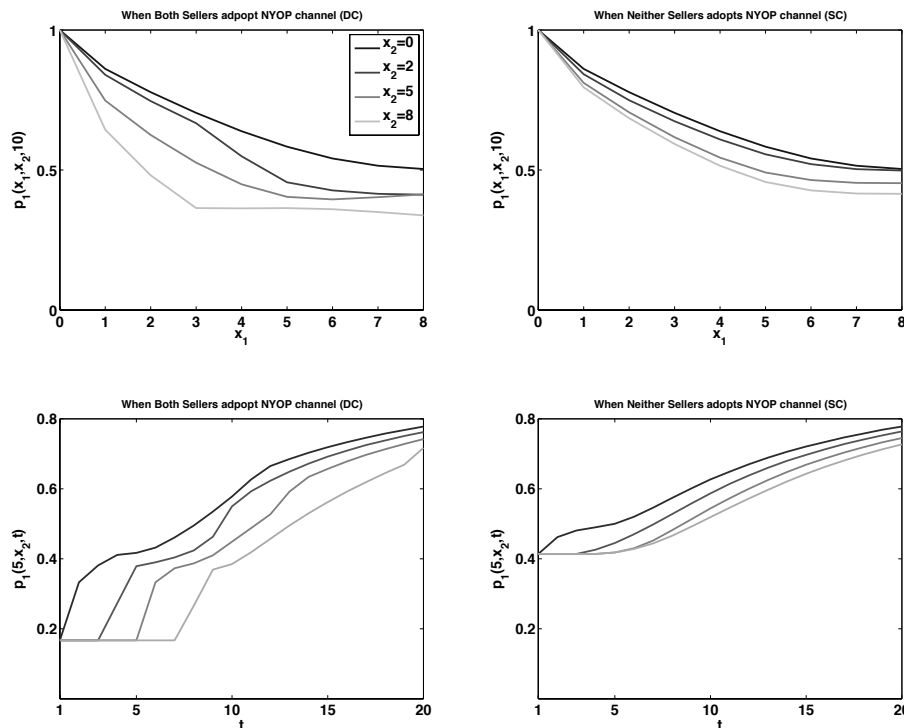 When Both Sellers adpopt NYOP channel (DC)
1
0.5
0
p1(x1,x2,10)
0 1 2 3 4 5 6 7 8
x1
x2=0
x2=2
x2=5
x2=8
When Neither Sellers adopts NYOP channel (SC)
1
0.5
0
p1(x1,x2,10)
0 1 2 3 4 5 6 7 8
x1
When Both Sellers adpopt NYOP channel (DC)
0.8
0.6
0.4
0.2
p1(5,x2,t)
1 5 10 15 20
t
When Neither Sellers adopts NYOP channel (SC)
0.8
0.6
0.4
0.2
p1(5,x2,t)
1 5 10 15 20
t